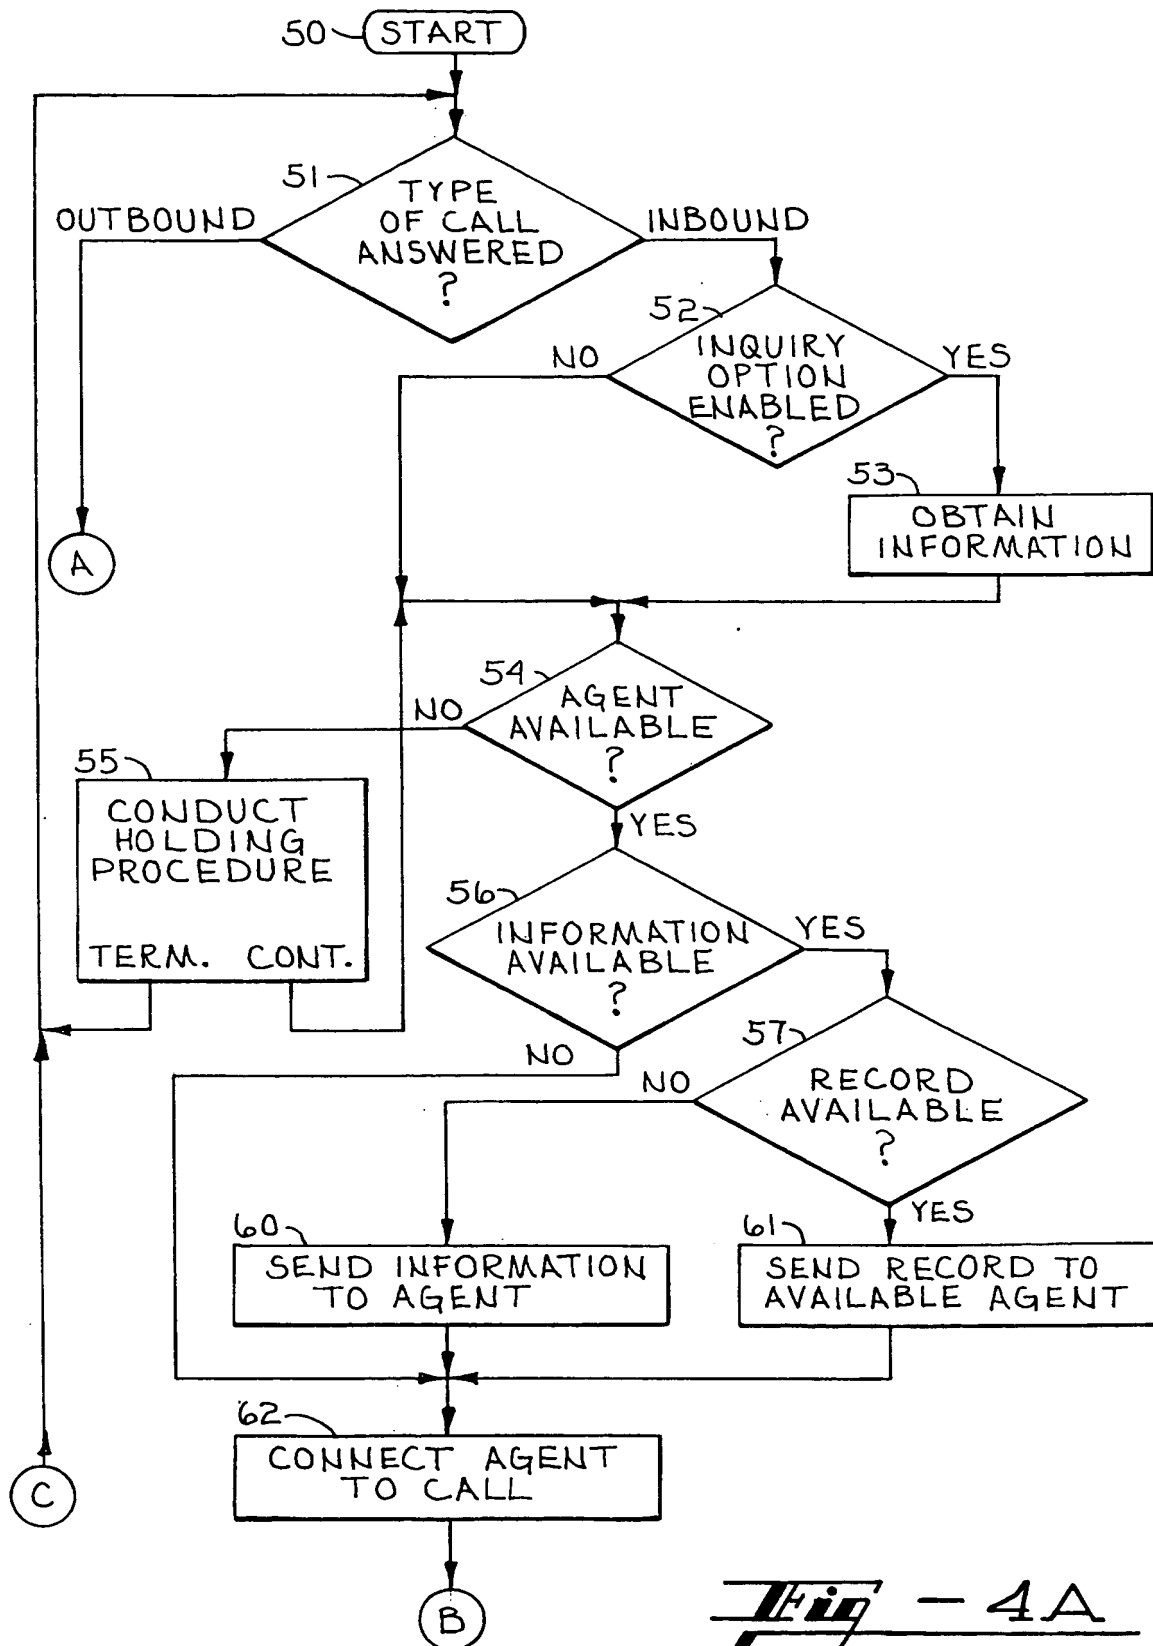 50 START
51
TYPE
OF CALL
ANSWERED
?
OUTBOUND
INBOUND
52
INQUIRY
OPTION
ENABLED
?
NO
YES
53
OBTAIN
INFORMATION
A
54
AGENT
AVAILABLE
?
NO
YES
55
CONDUCT
HOLDING
PROCEDURE
TERM. CONT.
56
INFORMATION
AVAILABLE
?
YES
NO
57
RECORD
AVAILABLE
?
NO
YES
60
SEND INFORMATION
TO AGENT
61
SEND RECORD TO
AVAILABLE AGENT
62
CONNECT AGENT
TO CALL
C
B
Fig - 4A